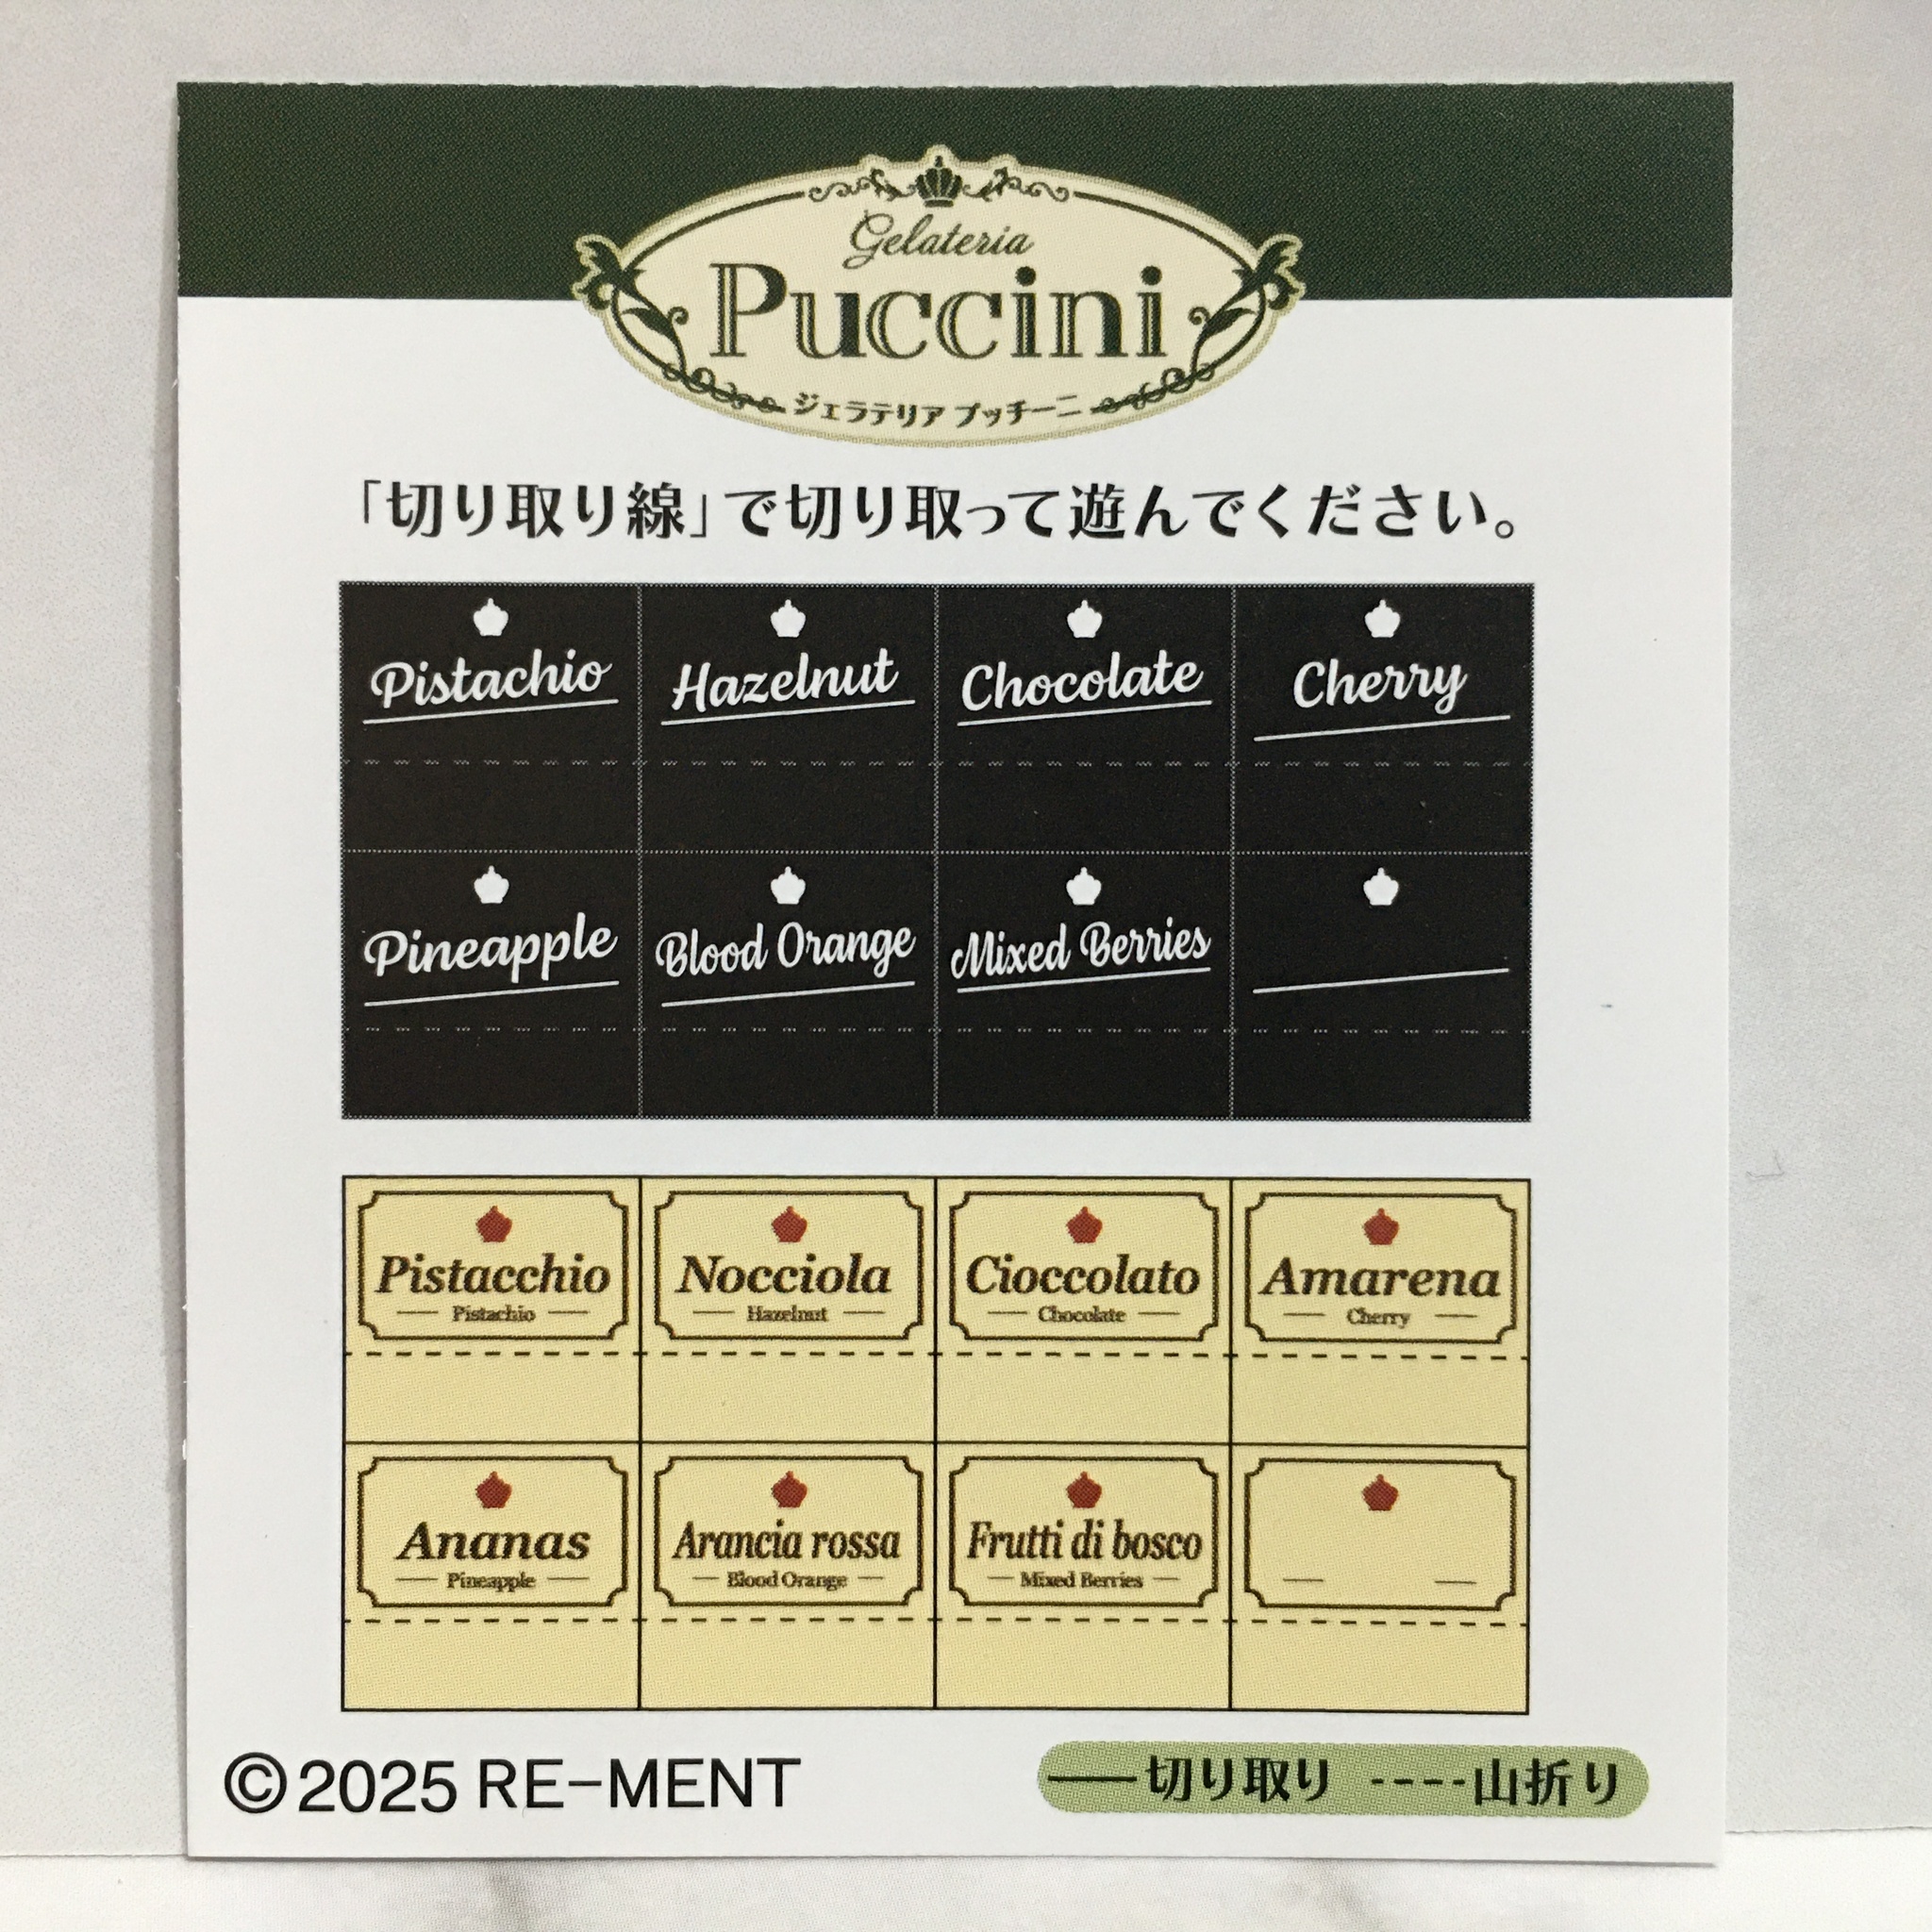 Gelateria
Puccini
ジェラテリア プッチーニ
「切り取り線」で切り取って遊んでください。
Pistachio
Hazelnut
Chocolate
Cherry
Pineapple
Blood Orange
Mixed Berries
Pistacchio
Pistachio
Nocciola
Hazelnut
Cioccolato
Chocolate
Amarena
Cherry
Ananas
Pineapple
Arancia rossa
Blood Orange
Frutti di bosco
Mixed Berries
©2025 RE-MENT
切り取り 山折り